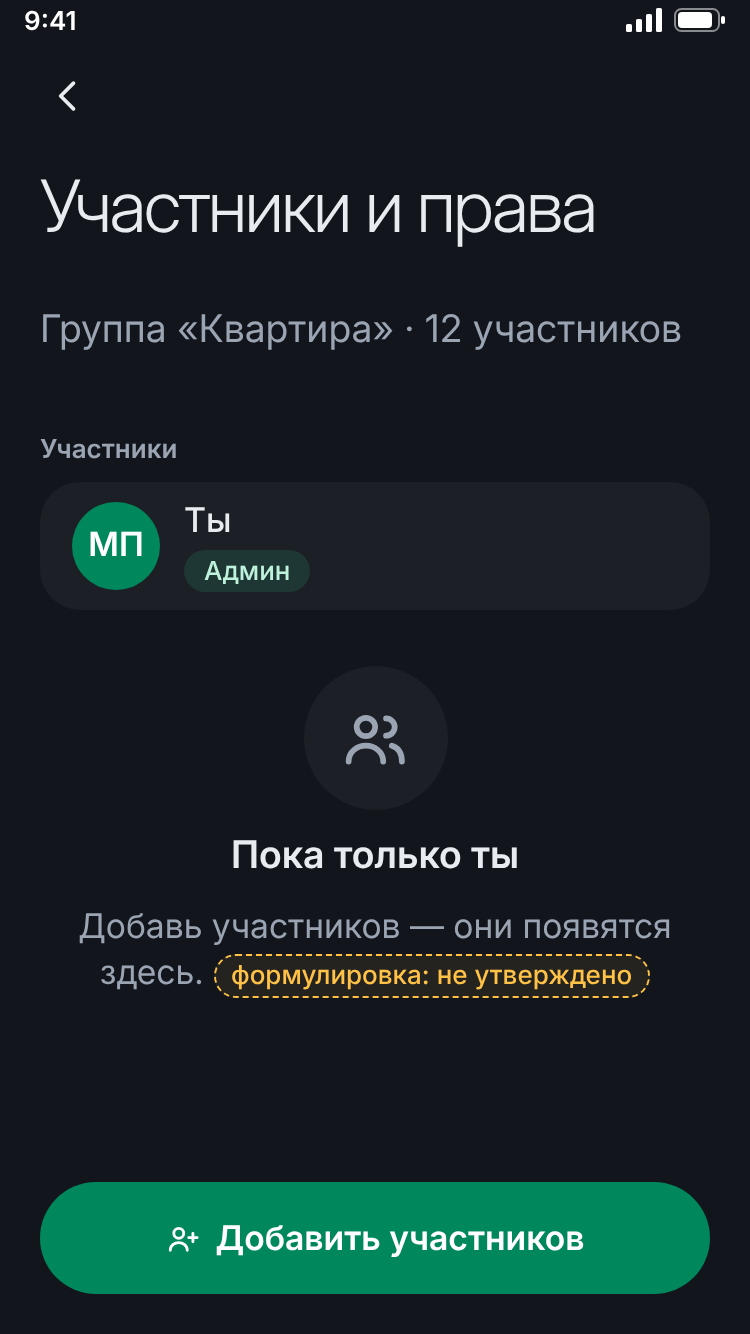 9:41
Участники и права
Группа «Квартира» · 12 участников
Участники
МП
Ты
Админ
Пока только ты
Добавь участников — они появятся
здесь. формулировка: не утверждено
Добавить участников